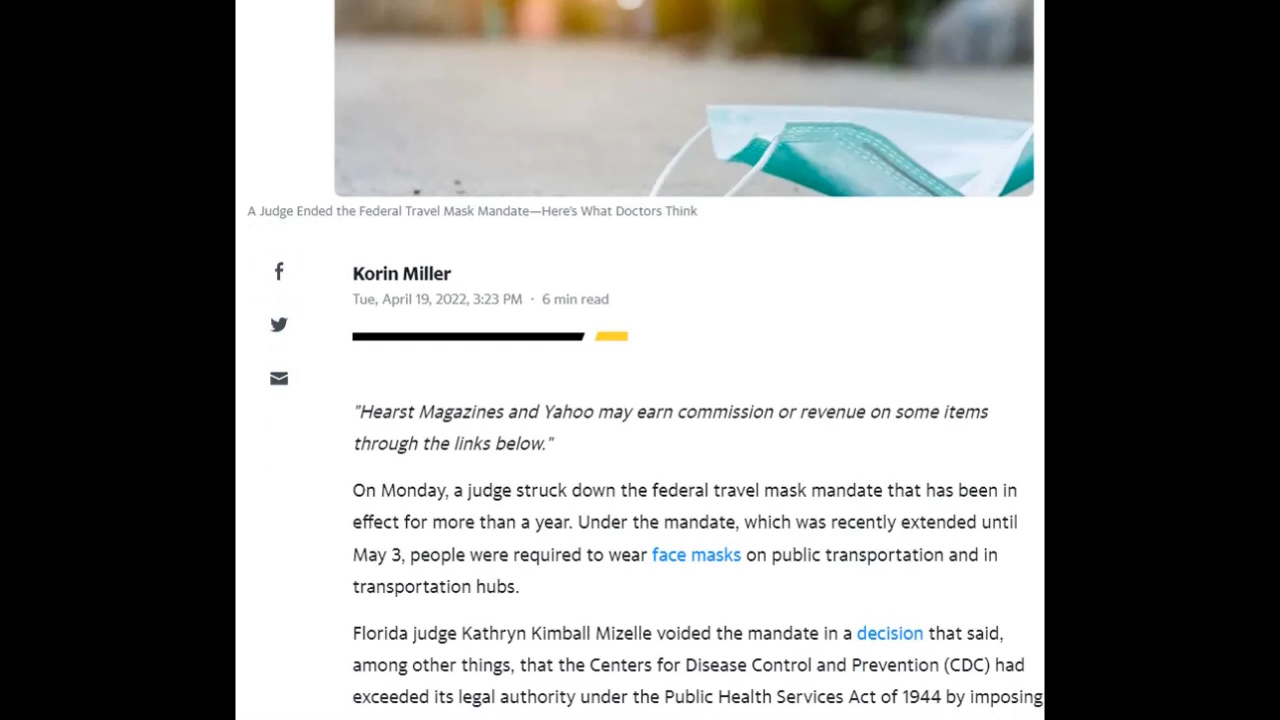 A Judge Ended the Federal Travel Mask Mandate—Here's What Doctors Think
Korin Miller
Tue, April 19, 2022, 3:23 PM · 6 min read
"Hearst Magazines and Yahoo may earn commission or revenue on some items
through the links below."
On Monday, a judge struck down the federal travel mask mandate that has been in
effect for more than a year. Under the mandate, which was recently extended until
May 3, people were required to wear face masks on public transportation and in
transportation hubs.
Florida judge Kathryn Kimball Mizelle voided the mandate in a decision that said,
among other things, that the Centers for Disease Control and Prevention (CDC) had
exceeded its legal authority under the Public Health Services Act of 1944 by imposing